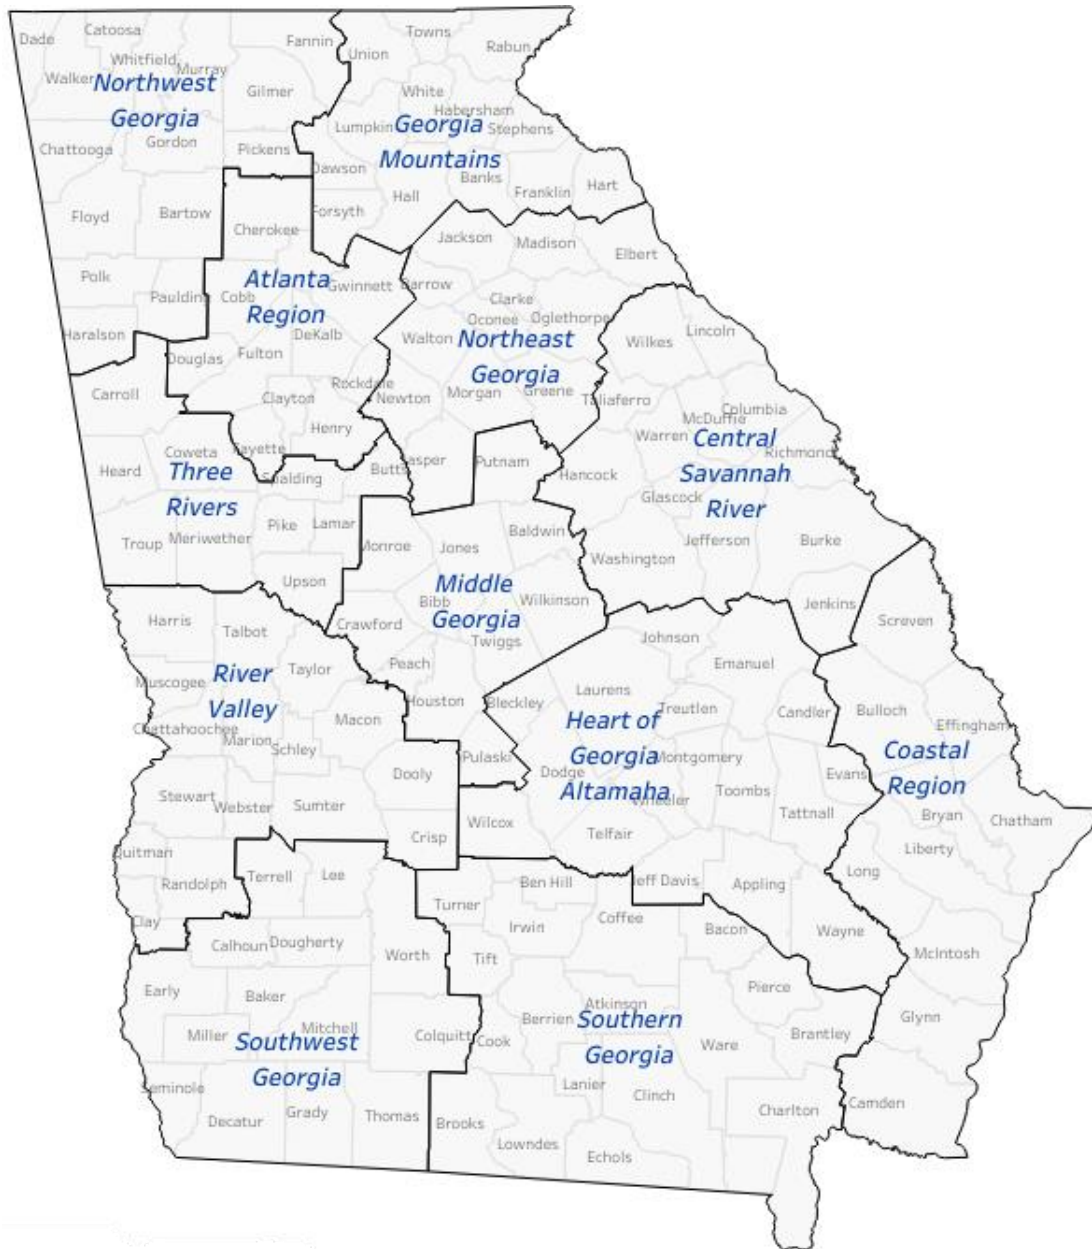 Dade
Catoosa
Fannin
Towns
Union
Rabun
Whitfield
Murray
Walker
Northwest
Georgia
Gilmer
White
Habersham
Lumpkin
Georgia
Mountains
Stephens
Chattooga
Gordon
Pickens
Dawson
Banks
Hall
Franklin
Hart
Floyd
Bartow
Forsyth
Cherokee
Jackson
Madison
Elbert
Polk
Paulding
Atlanta
Region
Cobb
Gwinnett
Barrow
Clarke
Oconee
Oglethorpe
Haralson
Douglas
Fulton
DeKalb
Walton
Northeast
Georgia
Wilkes
Lincoln
Carroll
Clayton
Rockdale
Newton
Morgan
Greene
Taliaferro
Henry
Fayette
McDuffie
Columbia
Warren
Central
Savannah
River
Richmond
Heard
Coweta
Three
Rivers
Spalding
Butts
Jasper
Putnam
Hancock
Glascock
Troup
Meriwether
Pike
Lamar
Monroe
Jones
Baldwin
Washington
Jefferson
Burke
Upson
Middle
Georgia
Bibb
Wilkinson
Jenkins
Screven
Harris
Talbot
Crawford
Twiggs
Johnson
Emanuel
River
Valley
Taylor
Peach
Muscogee
Houston
Bleckley
Laurens
Treutlen
Candler
Bulloch
Effingham
Chattahoochee
Marion
Schley
Macon
Heart of
Georgia
Altamaha
Montgomery
Coastal
Region
Pulaski
Dooly
Dodge
Wheeler
Toombs
Evans
Tattnall
Bryan
Chatham
Stewart
Webster
Sumter
Crisp
Wilcox
Telfair
Liberty
Quitman
Randolph
Terrell
Lee
Turner
Ben Hill
Jeff Davis
Appling
Long
Clay
Irwin
Coffee
Bacon
Wayne
Calhoun
Dougherty
Worth
Tift
McIntosh
Early
Baker
Pierce
Miller
Mitchell
Southwest
Georgia
Colquitt
Cook
Berrien
Atkinson
Southern
Georgia
Ware
Brantley
Glynn
Seminole
Decatur
Grady
Thomas
Brooks
Lanier
Clinch
Charlton
Camden
Lowndes
Echols